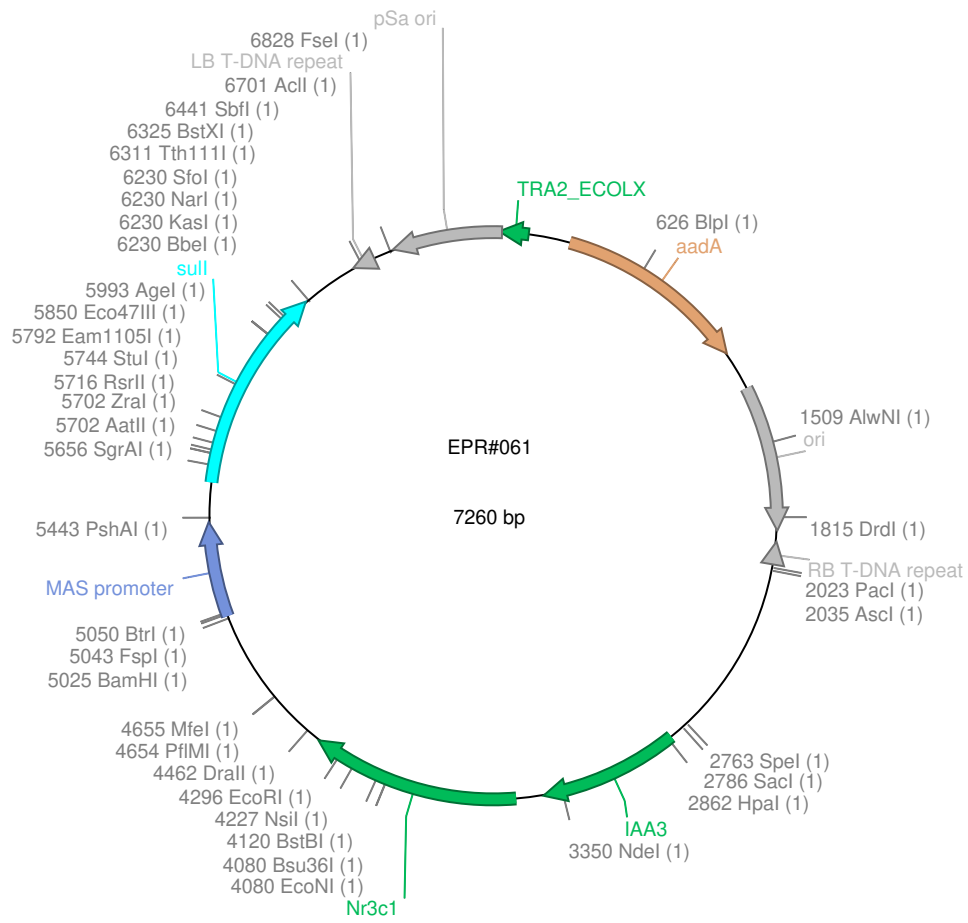 pSa ori
6828 FseI (1)
LB T-DNA repeat
6701 AclI (1)
6441 SbfI (1)
6325 BstXI (1)
6311 Tth111I (1)
6230 SfoI (1)
6230 NarI (1)
6230 KasI (1)
6230 BbeI (1)
sulI
5993 AgeI (1)
5850 Eco47III (1)
5792 Eam1105I (1)
5744 StuI (1)
5716 RsrII (1)
5702 ZraI (1)
5702 AatII (1)
5656 SgrAI (1)
5443 PshAI (1)
MAS promoter
5050 BtrI (1)
5043 FspI (1)
5025 BamHI (1)
4655 MfeI (1)
4654 PflMI (1)
4462 DraII (1)
4296 EcoRI (1)
4227 NsiI (1)
4120 BstBI (1)
4080 Bsu36I (1)
4080 EcoNI (1)
Nr3c1
TRA2_ECOLX
626 BlpI (1)
aadA
1509 AlwNI (1)
ori
1815 DrdI (1)
RB T-DNA repeat
2023 PacI (1)
2035 AscI (1)
2763 SpeI (1)
2786 SacI (1)
2862 HpaI (1)
IAA3
3350 NdeI (1)
EPR#061
7260 bp